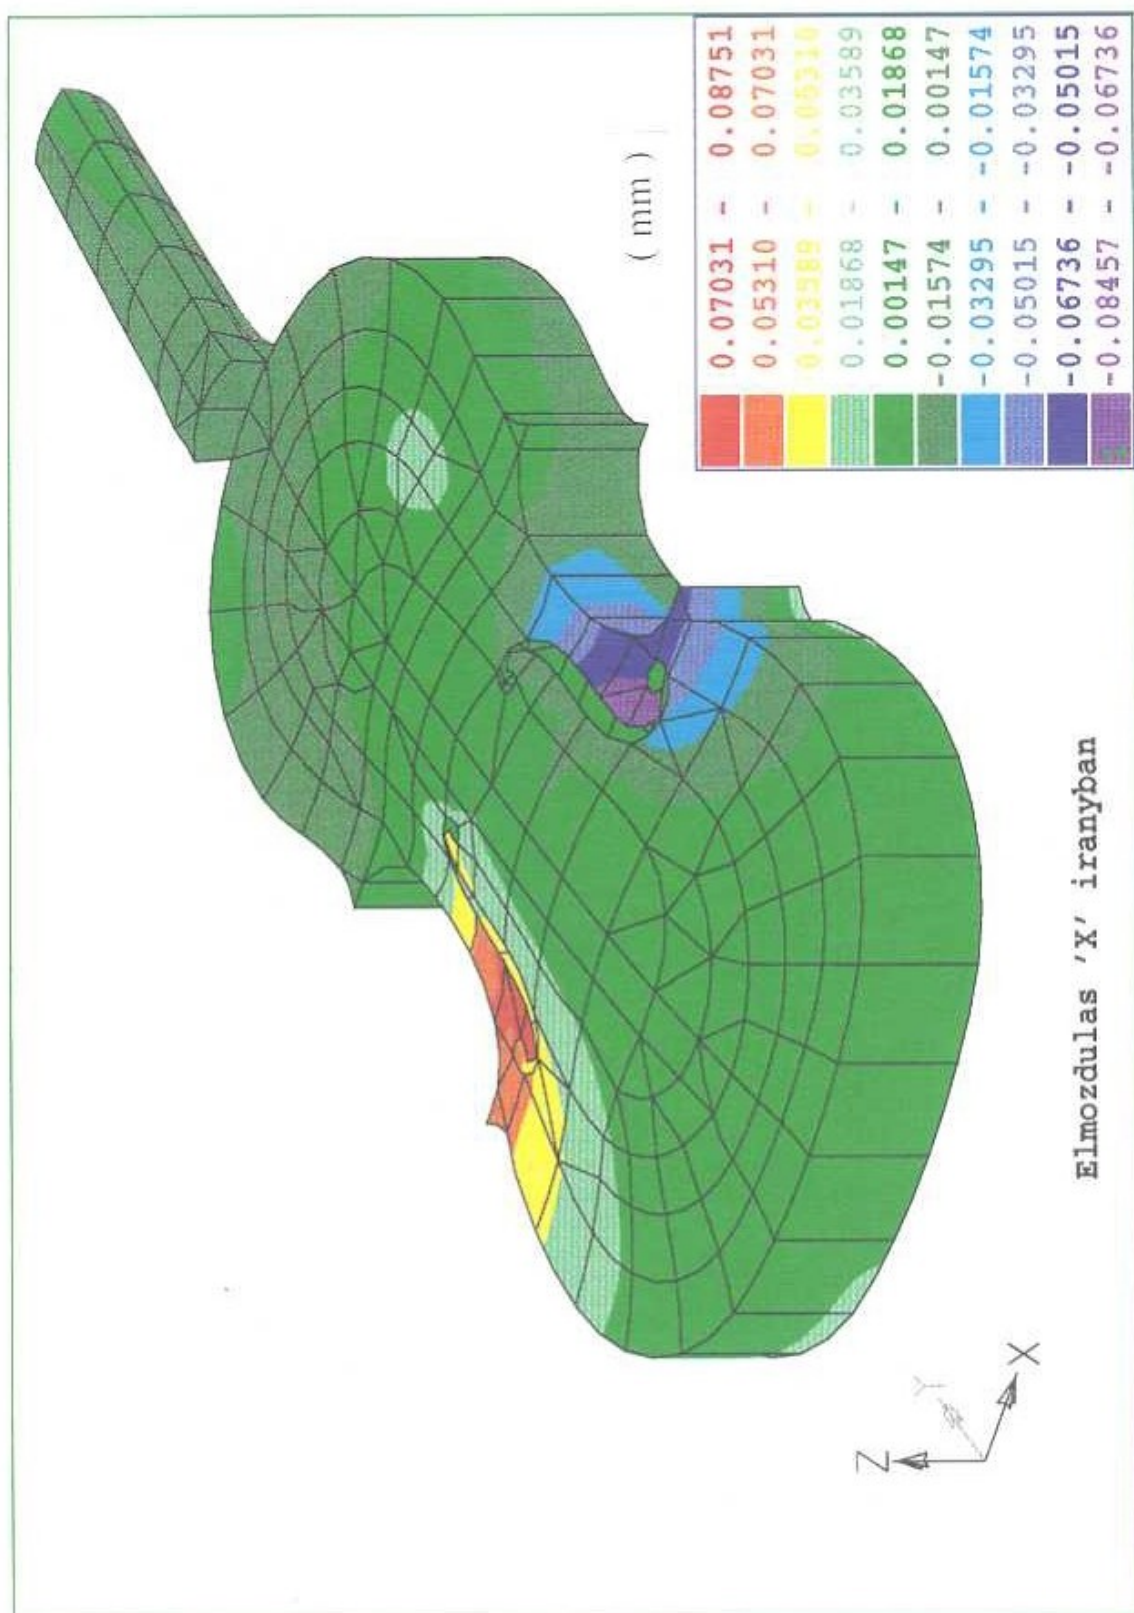 ( mm )
0.07031 - 0.08751
0.05310 - 0.07031
0.03589 - 0.05310
0.01868 - 0.03589
0.00147 - 0.01868
-0.01574 - 0.00147
-0.03295 - -0.01574
-0.05015 - -0.03295
-0.06736 - -0.05015
-0.08457 - -0.06736
Z
Y
X
Elmozdulas 'X' iranyban